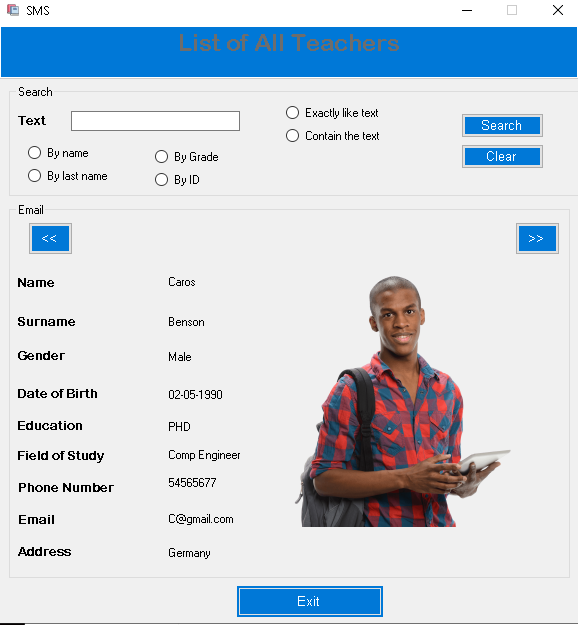 SMS
List of All Teachers
Search
Text
Exactly like text
Contain the text
Search
Clear
By name
By Grade
By last name
By ID
Email
<< >>
Name Caros
Surname Benson
Gender Male
Date of Birth 02-05-1990
Education PHD
Field of Study Comp Engineer
Phone Number 54565677
Email C@gmail.com
Address Germany
Exit